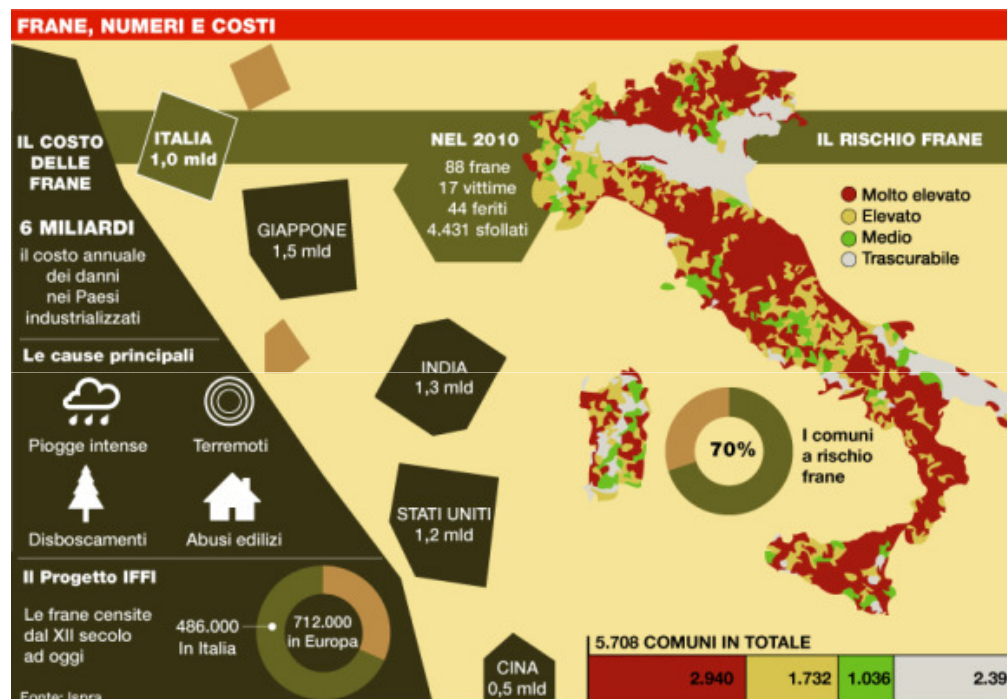 FRANE, NUMERI E COSTI
IL COSTO
DELLE
FRANE
6 MILIARDI
il costo annuale
dei danni
nei Paesi
industrializzati
Le cause principali
Piogge intense
Terremoti
Disboscamenti
Abusi edilizi
Il Progetto IFFI
Le frane censite
dal XII secolo
ad oggi
486.000
In Italia
712.000
in Europa
Fonte: Ispra
ITALIA
1,0 mld
GIAPPONE
1,5 mld
INDIA
1,3 mld
STATI UNITI
1,2 mld
CINA
0,5 mld
NEL 2010
88 frane
17 vittime
44 feriti
4.431 sfollati
IL RISCHIO FRANE
Molto elevato
Elevato
Medio
Trascurabile
70%
I comuni
a rischio
frane
5.708 COMUNI IN TOTALE
2.940
1.732
1.036